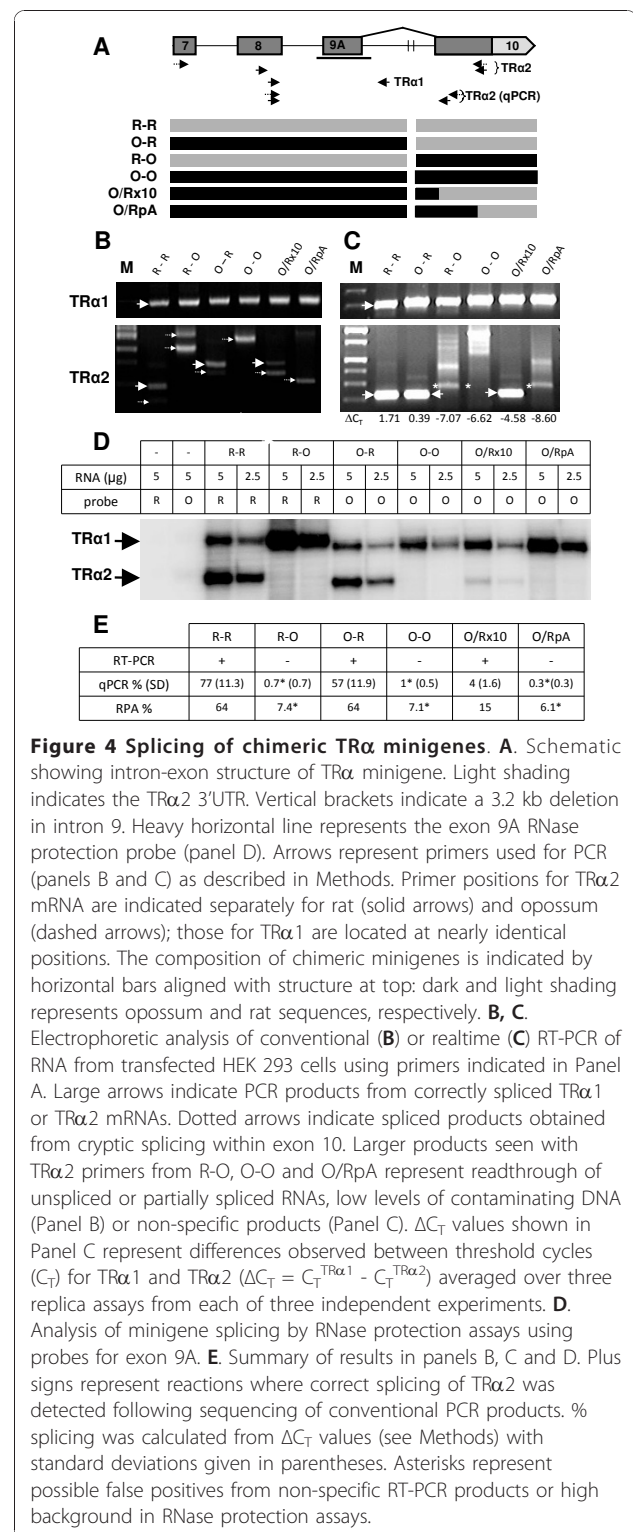 A
7 8 9A 10
TRα2
TRα1
TRα2 (qPCR)
R-R
O-R
R-O
O-O
O/Rx10
O/RpA
B
M R - R R - O O – R O - O O/Rx10 O/RpA
TRα1
TRα2
C
M R - R O - R R - O O - O O/Rx10 O/RpA
* * *
ΔCT 1.71 0.39 -7.07 -6.62 -4.58 -8.60
D
- - R-R R-O O-R O-O O/Rx10 O/RpA
RNA (µg) 5 5 5 2.5 5 2.5 5 2.5 5 2.5 5 2.5 5 2.5
probe R O R R R R O O O O O O O O
TRα1
TRα2
E
R-R R-O O-R O-O O/Rx10 O/RpA
RT-PCR + - + - + -
qPCR % (SD) 77 (11.3) 0.7* (0.7) 57 (11.9) 1* (0.5) 4 (1.6) 0.3*(0.3)
RPA % 64 7.4* 64 7.1* 15 6.1*
Figure 4 Splicing of chimeric TRα minigenes. A. Schematic
showing intron-exon structure of TRα minigene. Light shading
indicates the TRα2 3'UTR. Vertical brackets indicate a 3.2 kb deletion
in intron 9. Heavy horizontal line represents the exon 9A RNase
protection probe (panel D). Arrows represent primers used for PCR
(panels B and C) as described in Methods. Primer positions for TRα2
mRNA are indicated separately for rat (solid arrows) and opossum
(dashed arrows); those for TRα1 are located at nearly identical
positions. The composition of chimeric minigenes is indicated by
horizontal bars aligned with structure at top: dark and light shading
represents opossum and rat sequences, respectively. B, C.
Electrophoretic analysis of conventional (B) or realtime (C) RT-PCR of
RNA from transfected HEK 293 cells using primers indicated in Panel
A. Large arrows indicate PCR products from correctly spliced TRα1
or TRα2 mRNAs. Dotted arrows indicate spliced products obtained
from cryptic splicing within exon 10. Larger products seen with
TRα2 primers from R-O, O-O and O/RpA represent readthrough of
unspliced or partially spliced RNAs, low levels of contaminating DNA
(Panel B) or non-specific products (Panel C). ΔCT values shown in
Panel C represent differences observed between threshold cycles
(CT) for TRα1 and TRα2 (ΔCT = CT^TRα1 - CT^TRα2) averaged over three
replica assays from each of three independent experiments. D.
Analysis of minigene splicing by RNase protection assays using
probes for exon 9A. E. Summary of results in panels B, C and D. Plus
signs represent reactions where correct splicing of TRα2 was
detected following sequencing of conventional PCR products. %
splicing was calculated from ΔCT values (see Methods) with
standard deviations given in parentheses. Asterisks represent
possible false positives from non-specific RT-PCR products or high
background in RNase protection assays.